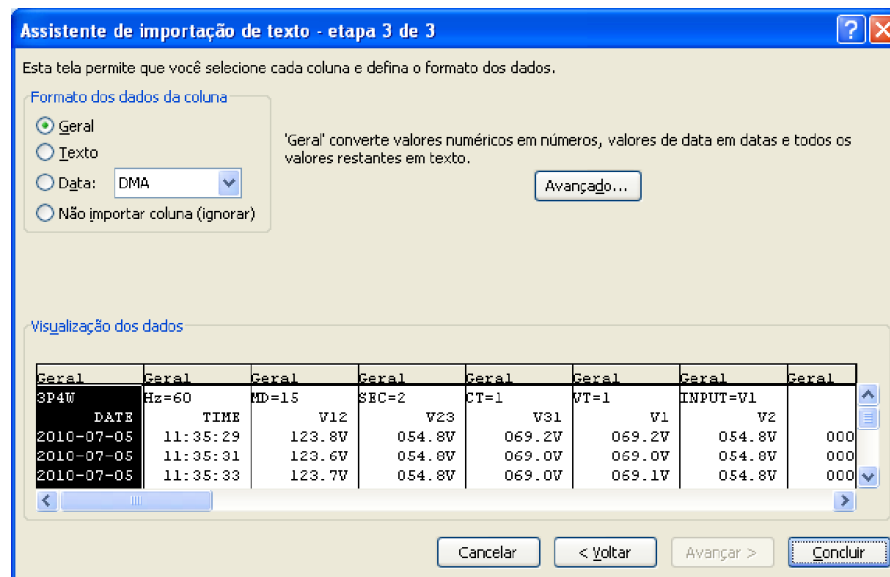 Assistente de importação de texto - etapa 3 de 3
Esta tela permite que você selecione cada coluna e defina o formato dos dados.
Formato dos dados da coluna
Geral
Texto
Data: DMA
Não importar coluna (ignorar)
'Geral' converte valores numéricos em números, valores de data em datas e todos os
valores restantes em texto.
Avançado...
Visualização dos dados
Geral Geral Geral Geral Geral Geral Geral Geral
3P4W Hz=60 MD=15 SEC=2 CT=1 VT=1 INPUT=V1
DATE TIME V12 V23 V31 V1 V2
2010-07-05 11:35:29 123.8V 054.8V 069.2V 069.2V 054.8V 000
2010-07-05 11:35:31 123.6V 054.8V 069.0V 069.0V 054.8V 000
2010-07-05 11:35:33 123.7V 054.8V 069.0V 069.1V 054.8V 000
Cancelar < Voltar Avançar > Concluir